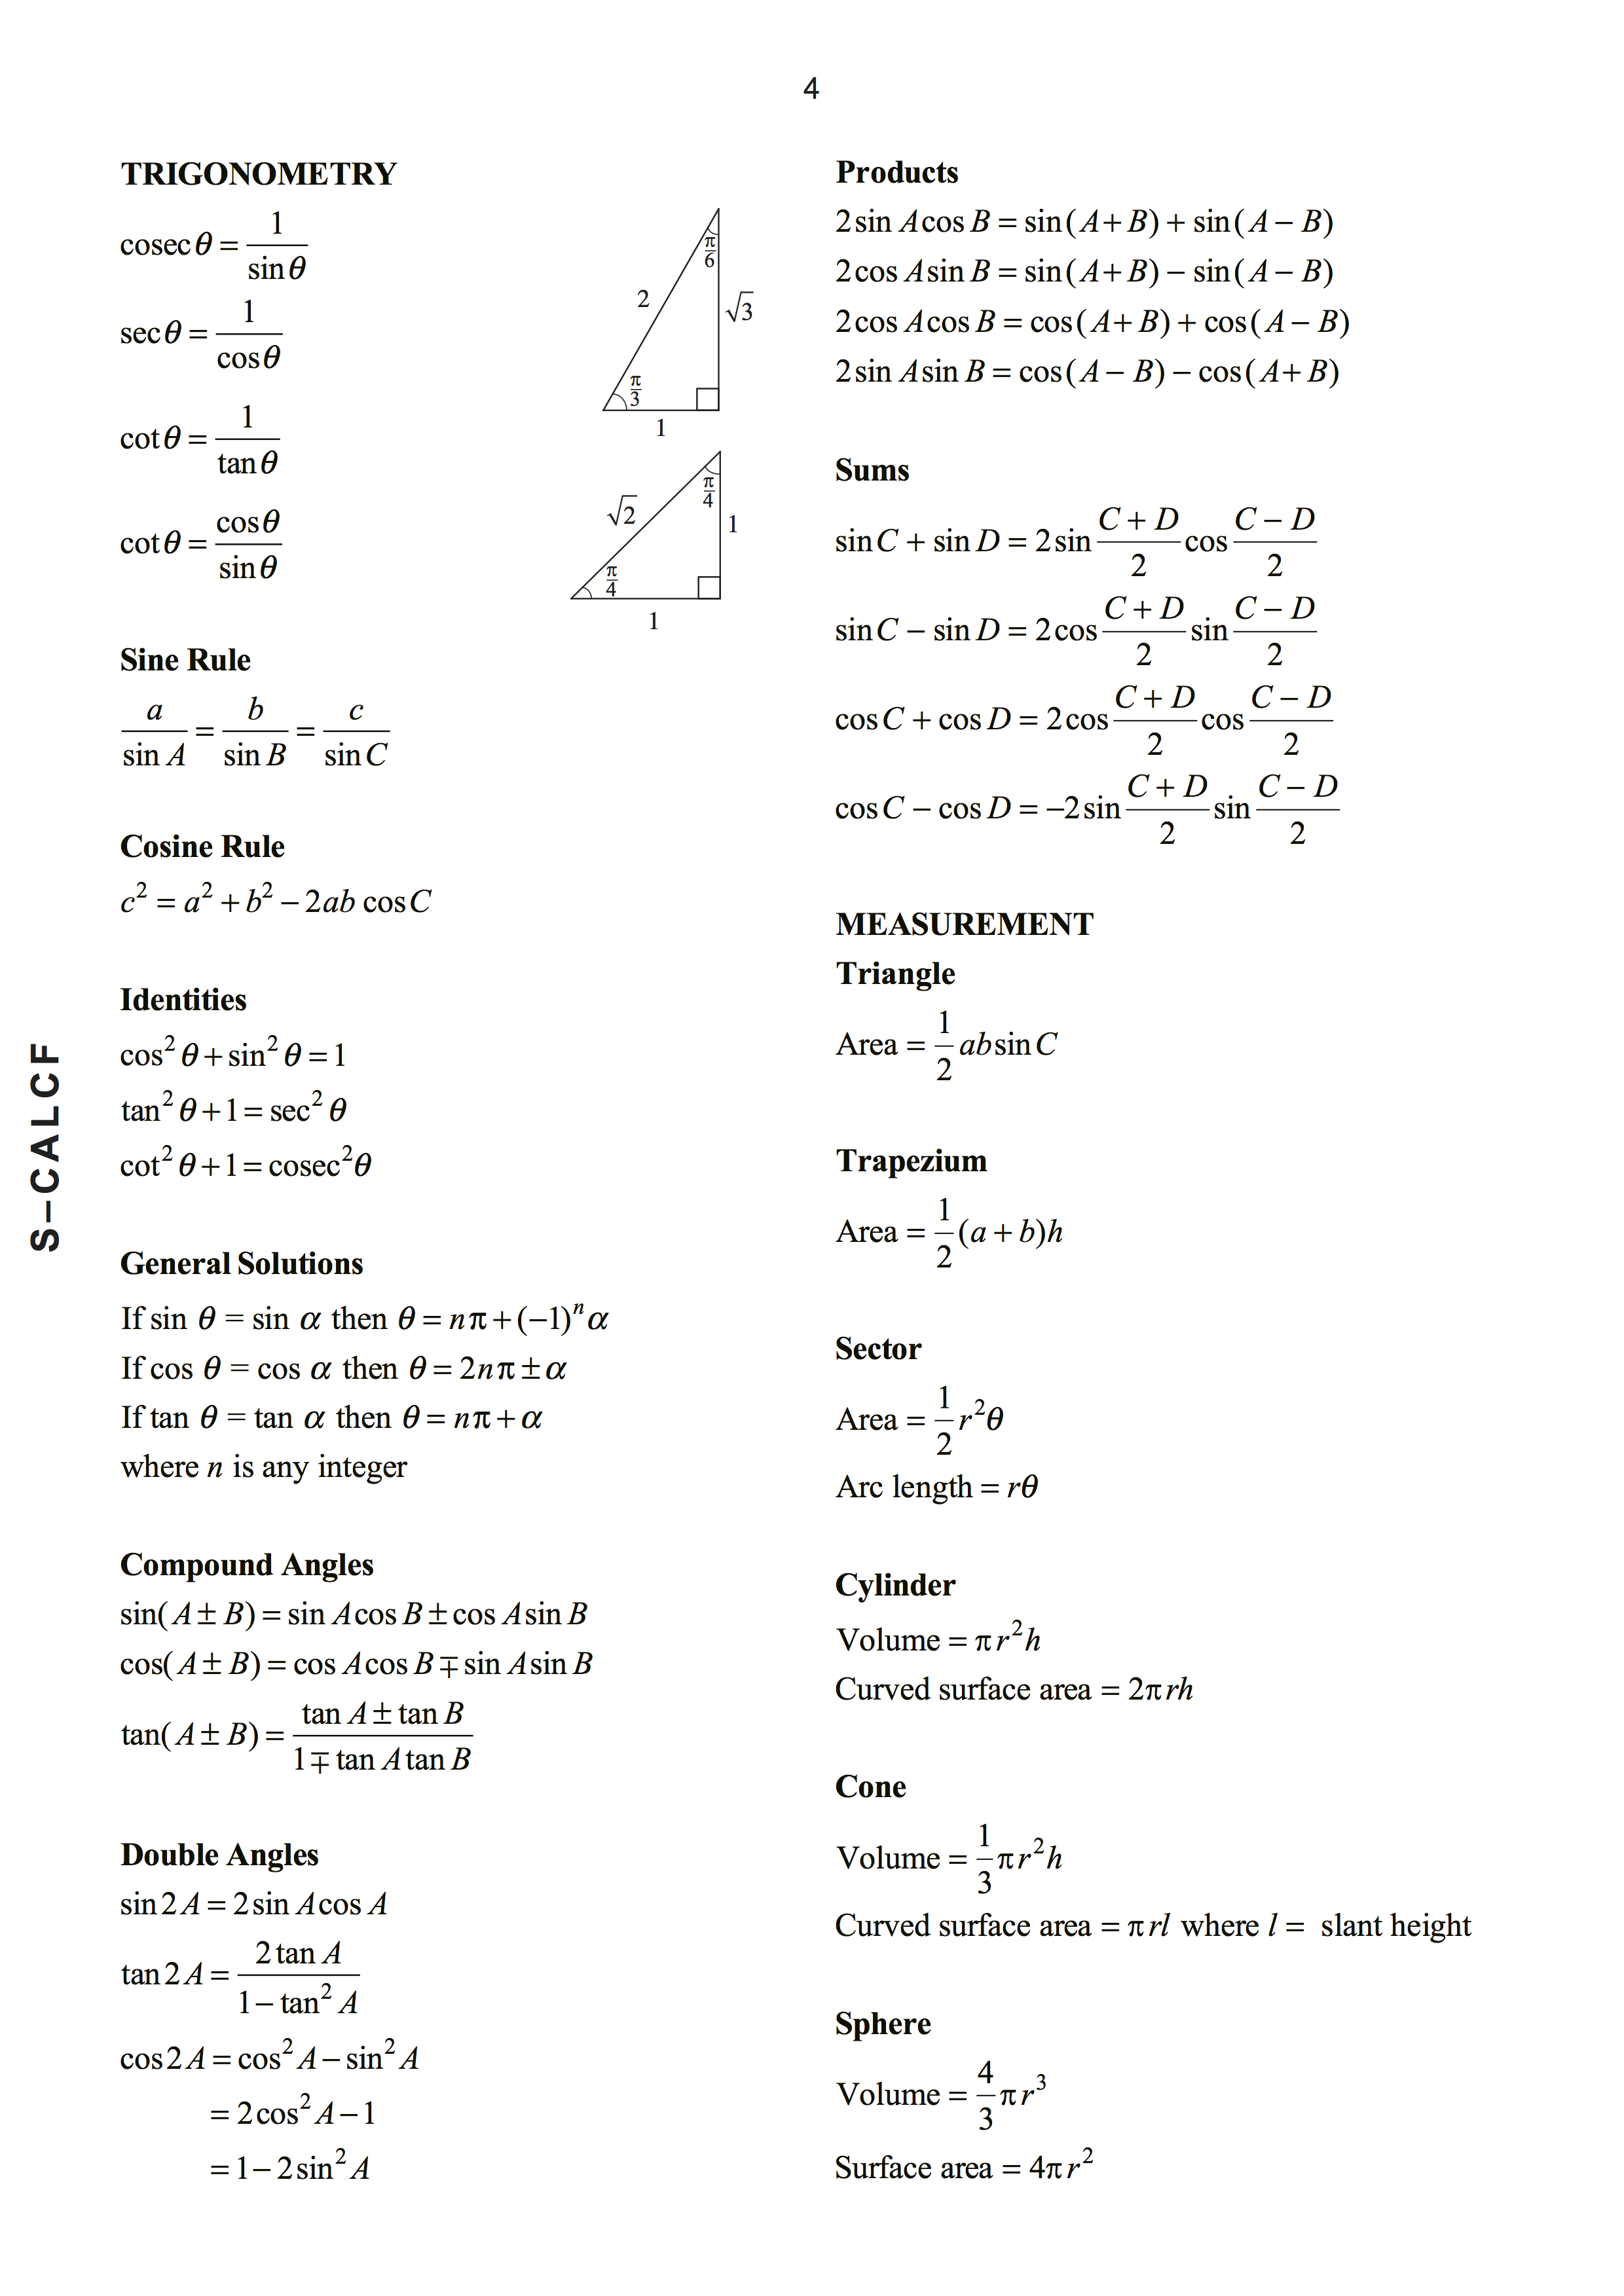 4
TRIGONOMETRY
cosec θ = 1/sin θ
sec θ = 1/cos θ
cot θ = 1/tan θ
cot θ = cos θ/sin θ
π/6
2
√3
π/3
1
π/4
√2
1
π/4
1
Sine Rule
a/sin A = b/sin B = c/sin C
Cosine Rule
c² = a² + b² − 2ab cos C
Identities
cos² θ + sin² θ = 1
tan² θ + 1 = sec² θ
cot² θ + 1 = cosec² θ
General Solutions
If sin θ = sin α then θ = nπ + (−1)ⁿ α
If cos θ = cos α then θ = 2nπ ± α
If tan θ = tan α then θ = nπ + α
where n is any integer
Compound Angles
sin(A ± B) = sin A cos B ± cos A sin B
cos(A ± B) = cos A cos B ∓ sin A sin B
tan(A ± B) = (tan A ± tan B)/(1 ∓ tan A tan B)
Double Angles
sin 2A = 2 sin A cos A
tan 2A = 2 tan A/(1 − tan² A)
cos 2A = cos² A − sin² A
= 2 cos² A − 1
= 1 − 2 sin² A
Products
2 sin A cos B = sin(A + B) + sin(A − B)
2 cos A sin B = sin(A + B) − sin(A − B)
2 cos A cos B = cos(A + B) + cos(A − B)
2 sin A sin B = cos(A − B) − cos(A + B)
Sums
sin C + sin D = 2 sin (C + D)/2 cos (C − D)/2
sin C − sin D = 2 cos (C + D)/2 sin (C − D)/2
cos C + cos D = 2 cos (C + D)/2 cos (C − D)/2
cos C − cos D = −2 sin (C + D)/2 sin (C − D)/2
MEASUREMENT
Triangle
Area = 1/2 ab sin C
Trapezium
Area = 1/2 (a + b)h
Sector
Area = 1/2 r²θ
Arc length = rθ
Cylinder
Volume = πr²h
Curved surface area = 2πrh
Cone
Volume = 1/3 πr²h
Curved surface area = πrl where l = slant height
Sphere
Volume = 4/3 πr³
Surface area = 4πr²
S–CALCF